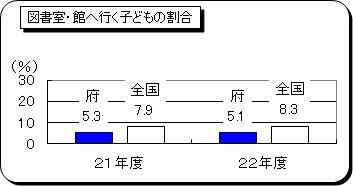 図書室・館へ行く子どもの割合
(%)
30
20
10
0
府 全国 府 全国
5.3 7.9 5.1 8.3
21年度 22年度